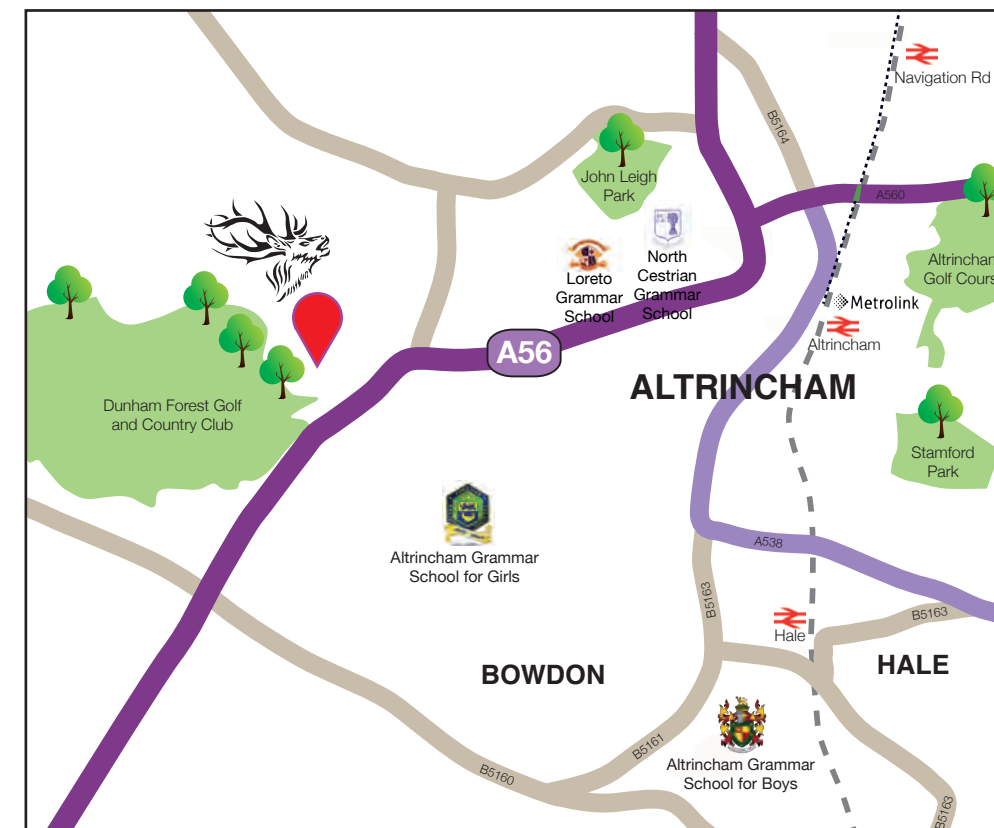 Navigation Rd
B5164
John Leigh
Park
A560
North
Cestrian
Grammar
School
Loreto
Grammar
School
Altrincham
Golf Cours
Metrolink
Altrincham
A56
ALTRINCHAM
Dunham Forest Golf
and Country Club
Stamford
Park
Altrincham Grammar
School for Girls
A538
B5163
B5163
Hale
HALE
BOWDON
B5161
Altrincham Grammar
School for Boys
B5160
B5163